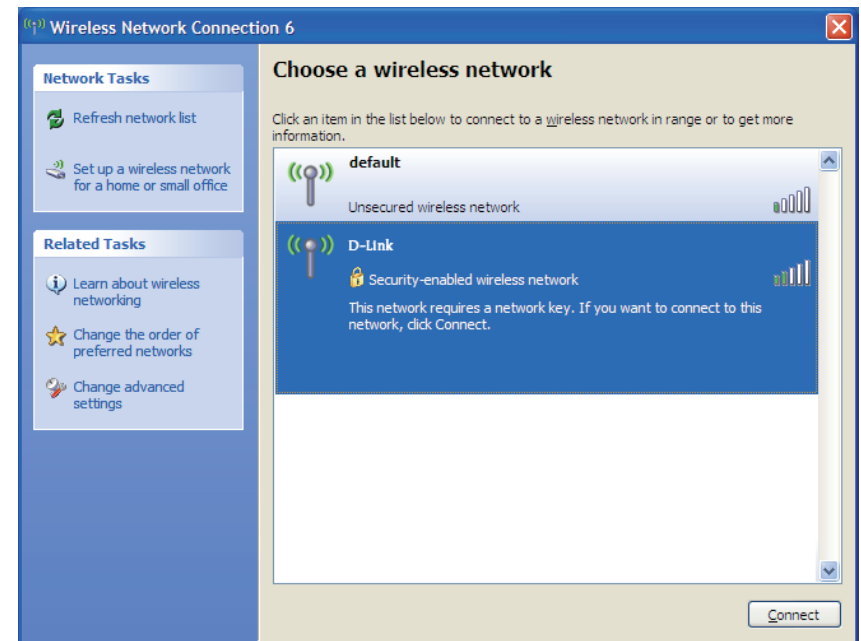 Wireless Network Connection 6
Network Tasks
Refresh network list
Set up a wireless network
for a home or small office
Related Tasks
Learn about wireless
networking
Change the order of
preferred networks
Change advanced
settings
Choose a wireless network
Click an item in the list below to connect to a wireless network in range or to get more
information.
default
Unsecured wireless network
D-Link
Security-enabled wireless network
This network requires a network key. If you want to connect to this
network, click Connect.
Connect